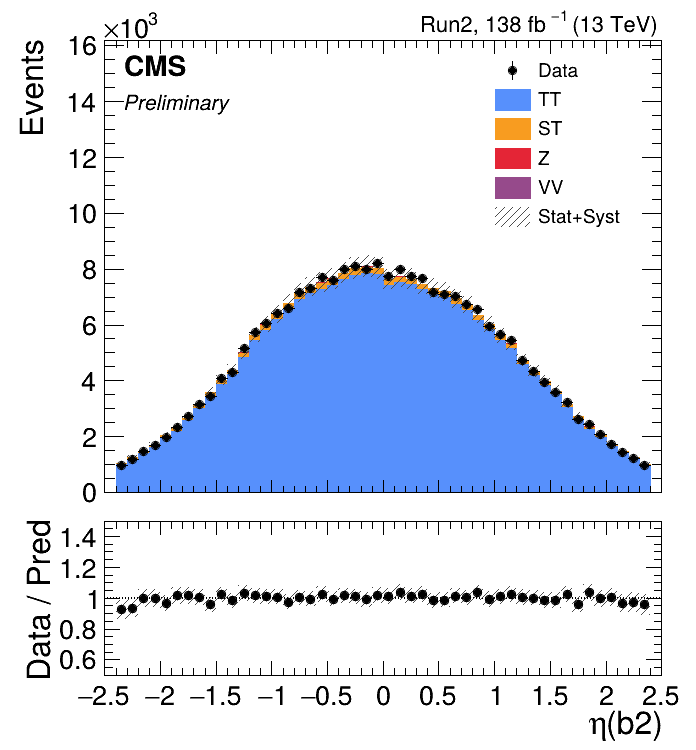 ×10³
Run2, 138 fb⁻¹ (13 TeV)
Events
16
14
12
10
8
6
4
2
0
CMS
Preliminary
Data
TT
ST
Z
VV
Stat+Syst
Data / Pred
1.4
1.2
1
0.8
0.6
−2.5 −2 −1.5 −1 −0.5 0 0.5 1 1.5 2 2.5
η(b2)